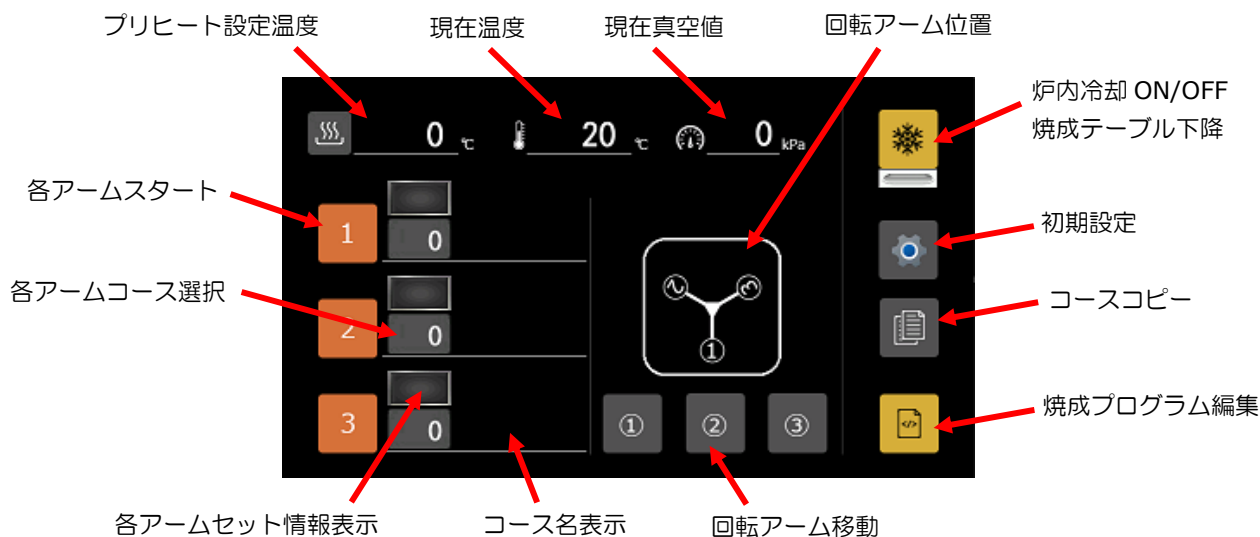 プリヒート設定温度
現在温度
現在真空値
回転アーム位置
炉内冷却 ON/OFF
焼成テーブル下降
0 ℃
20 ℃
0 kPa
各アームスタート
1
0
初期設定
各アームコース選択
2
0
② ③
①
コースコピー
3
0
① ② ③
焼成プログラム編集
</>
各アームセット情報表示
コース名表示
回転アーム移動